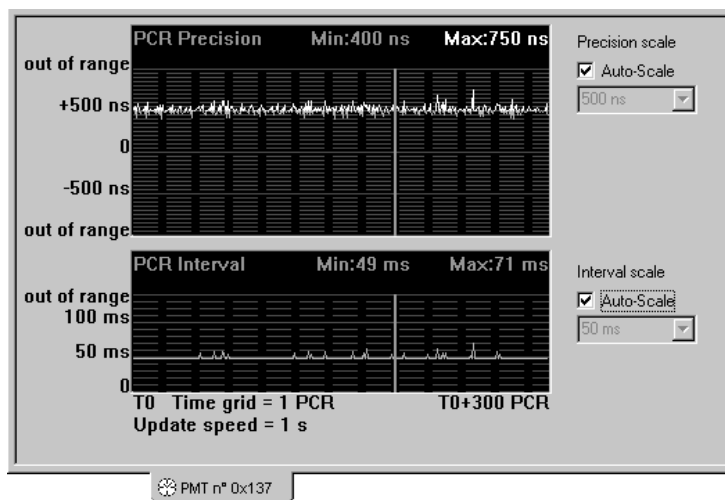 PCR Precision Min:400 ns Max:750 ns
out of range
+500 ns
0
-500 ns
out of range
Precision scale
Auto-Scale
500 ns
PCR Interval Min:49 ms Max:71 ms
out of range
100 ms
50 ms
0
T0 Time grid = 1 PCR T0+300 PCR
Update speed = 1 s
Interval scale
Auto-Scale
50 ms
PMT n° 0x137